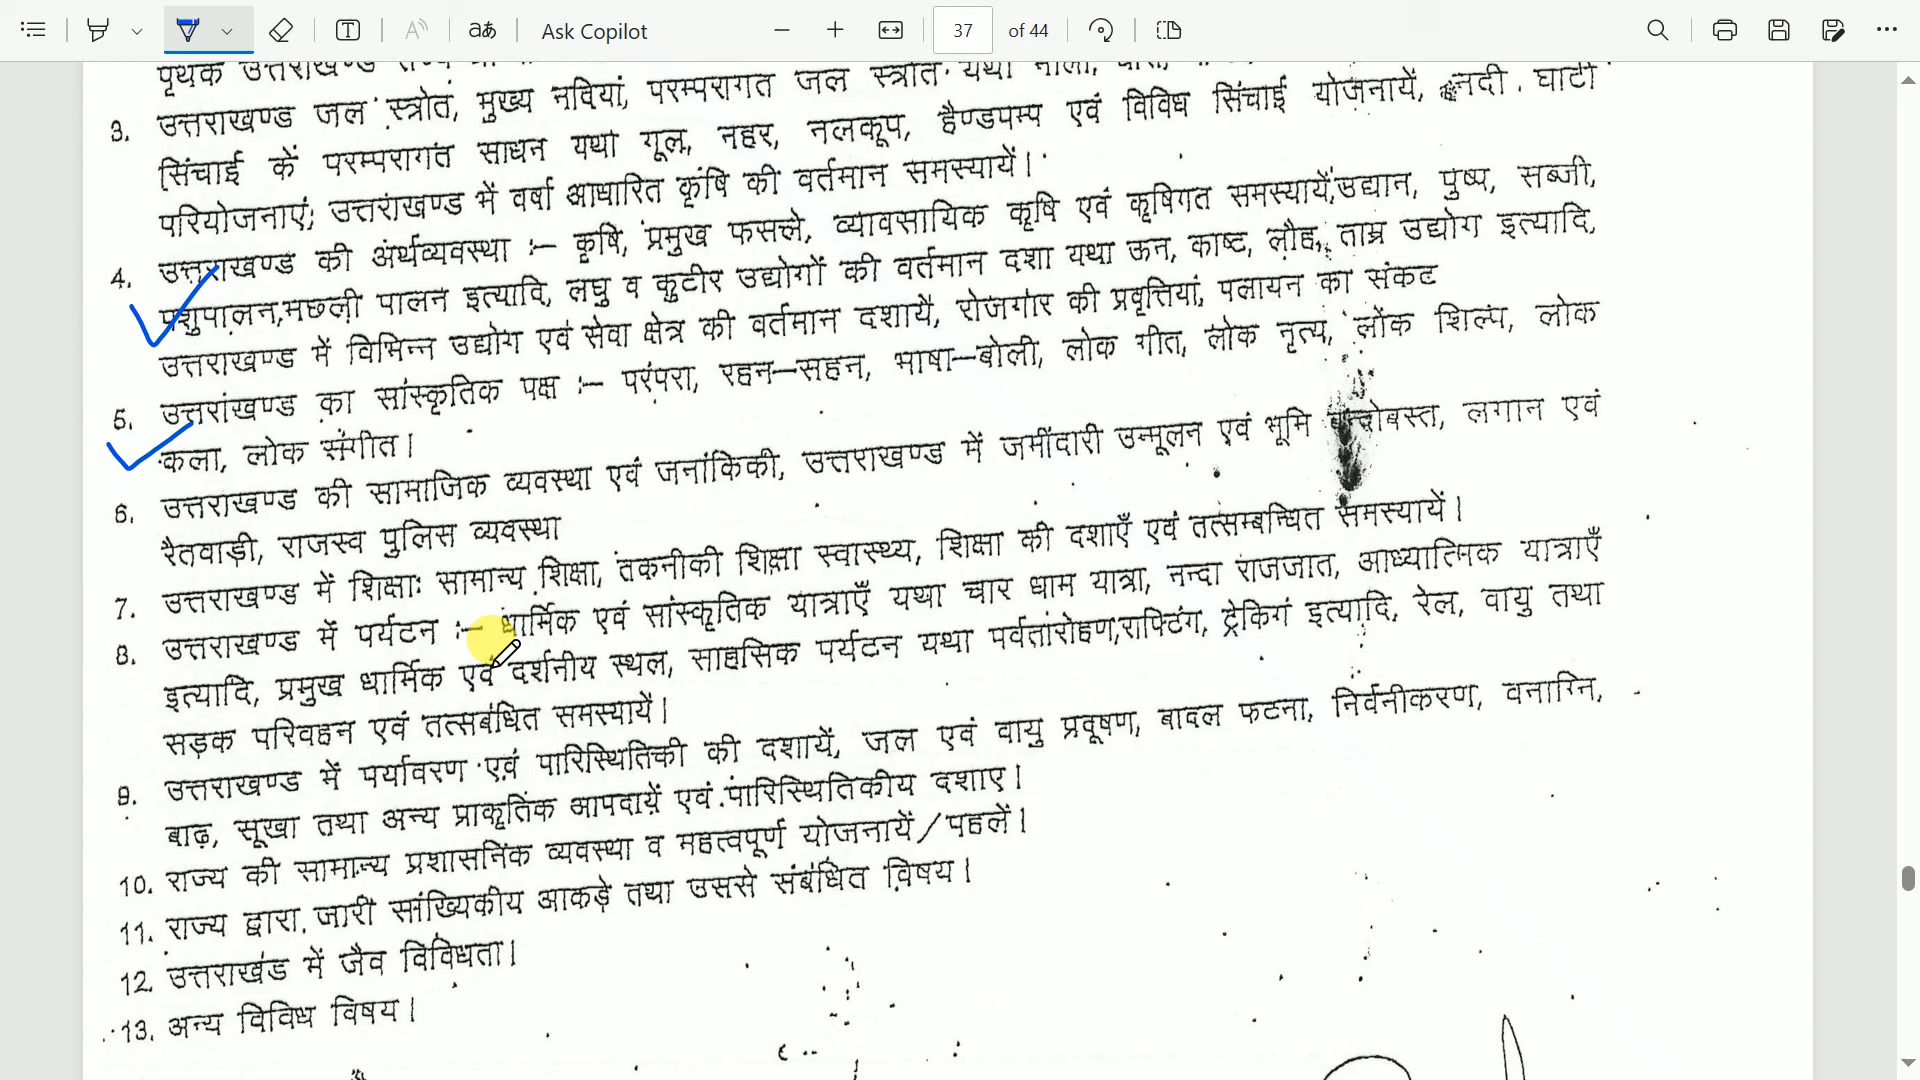 Ask Copilot
37 of 44
पृथक उत्तराखण्ड राज्य
3. उत्तराखण्ड जल स्त्रोत, मुख्य नदियां, परम्परागत जल स्त्रोत यथा नौला, धारा,
सिंचाई कें परम्परागत साधन यथा गूल, नहर, नलकूप, हैण्डपम्प एवं विविध सिंचाई योजनायें, नदी घाटी
परियोजनाएं; उत्तराखण्ड में वर्षा आधारित कृषि की वर्तमान समस्यायें।
4. उत्तराखण्ड की अर्थव्यवस्था :– कृषि, प्रमुख फसलें, व्यावसायिक कृषि एवं कृषिगत समस्यायें,उद्यान, पुष्प, सब्जी,
पशुपालन,मछली पालन इत्यादि, लघु व कुटीर उद्योगों की वर्तमान दशा यथा ऊन, काष्ट, लौह, ताम्र उद्योग इत्यादि,
उत्तराखण्ड में विभिन्न उद्योग एवं सेवा क्षेत्र की वर्तमान दशायें, रोजगार की प्रवृत्तियां, पलायन का संकट
5. उत्तराखण्ड का सांस्कृतिक पक्ष :– परंपरा, रहन–सहन, भाषा–बोली, लोक गीत, लोक नृत्य, लोक शिल्प, लोक
कला, लोक संगीत।
6. उत्तराखण्ड की सामाजिक व्यवस्था एवं जनांकिकी, उत्तराखण्ड में जमींदारी उन्मूलन एवं भूमि बन्दोबस्त, लगान एवं
रैतवाड़ी, राजस्व पुलिस व्यवस्था
7. उत्तराखण्ड में शिक्षाः सामान्य शिक्षा, तकनीकी शिक्षा स्वास्थ्य, शिक्षा की दशाएँ एवं तत्सम्बन्धित समस्यायें।
8. उत्तराखण्ड में पर्यटन :– धार्मिक एवं सांस्कृतिक यात्राएँ यथा चार धाम यात्रा, नन्दा राजजात, आध्यात्मिक यात्राएँ
इत्यादि, प्रमुख धार्मिक एवं दर्शनीय स्थल, साहसिक पर्यटन यथा पर्वतारोहण,राफ्टिंग, ट्रेकिगं इत्यादि, रेल, वायु तथा
सड़क परिवहन एवं तत्सबंधित समस्यायें।
9. उत्तराखण्ड में पर्यावरण एवं पारिस्थितिकी की दशायें, जल एवं वायु प्रदूषण, बादल फटना, निर्वनीकरण, वनाग्नि,
बाढ़, सूखा तथा अन्य प्राकृतिक आपदायें एवं पारिस्थितिकीय दशाए।
10. राज्य की सामान्य प्रशासनिक व्यवस्था व महत्वपूर्ण योजनायें/पहलें।
11. राज्य द्वारा जारी सांख्यिकीय आकड़े तथा उससे संबंधित विषय।
12. उत्तराखंड में जैव विविधता।
13. अन्य विविध विषय।